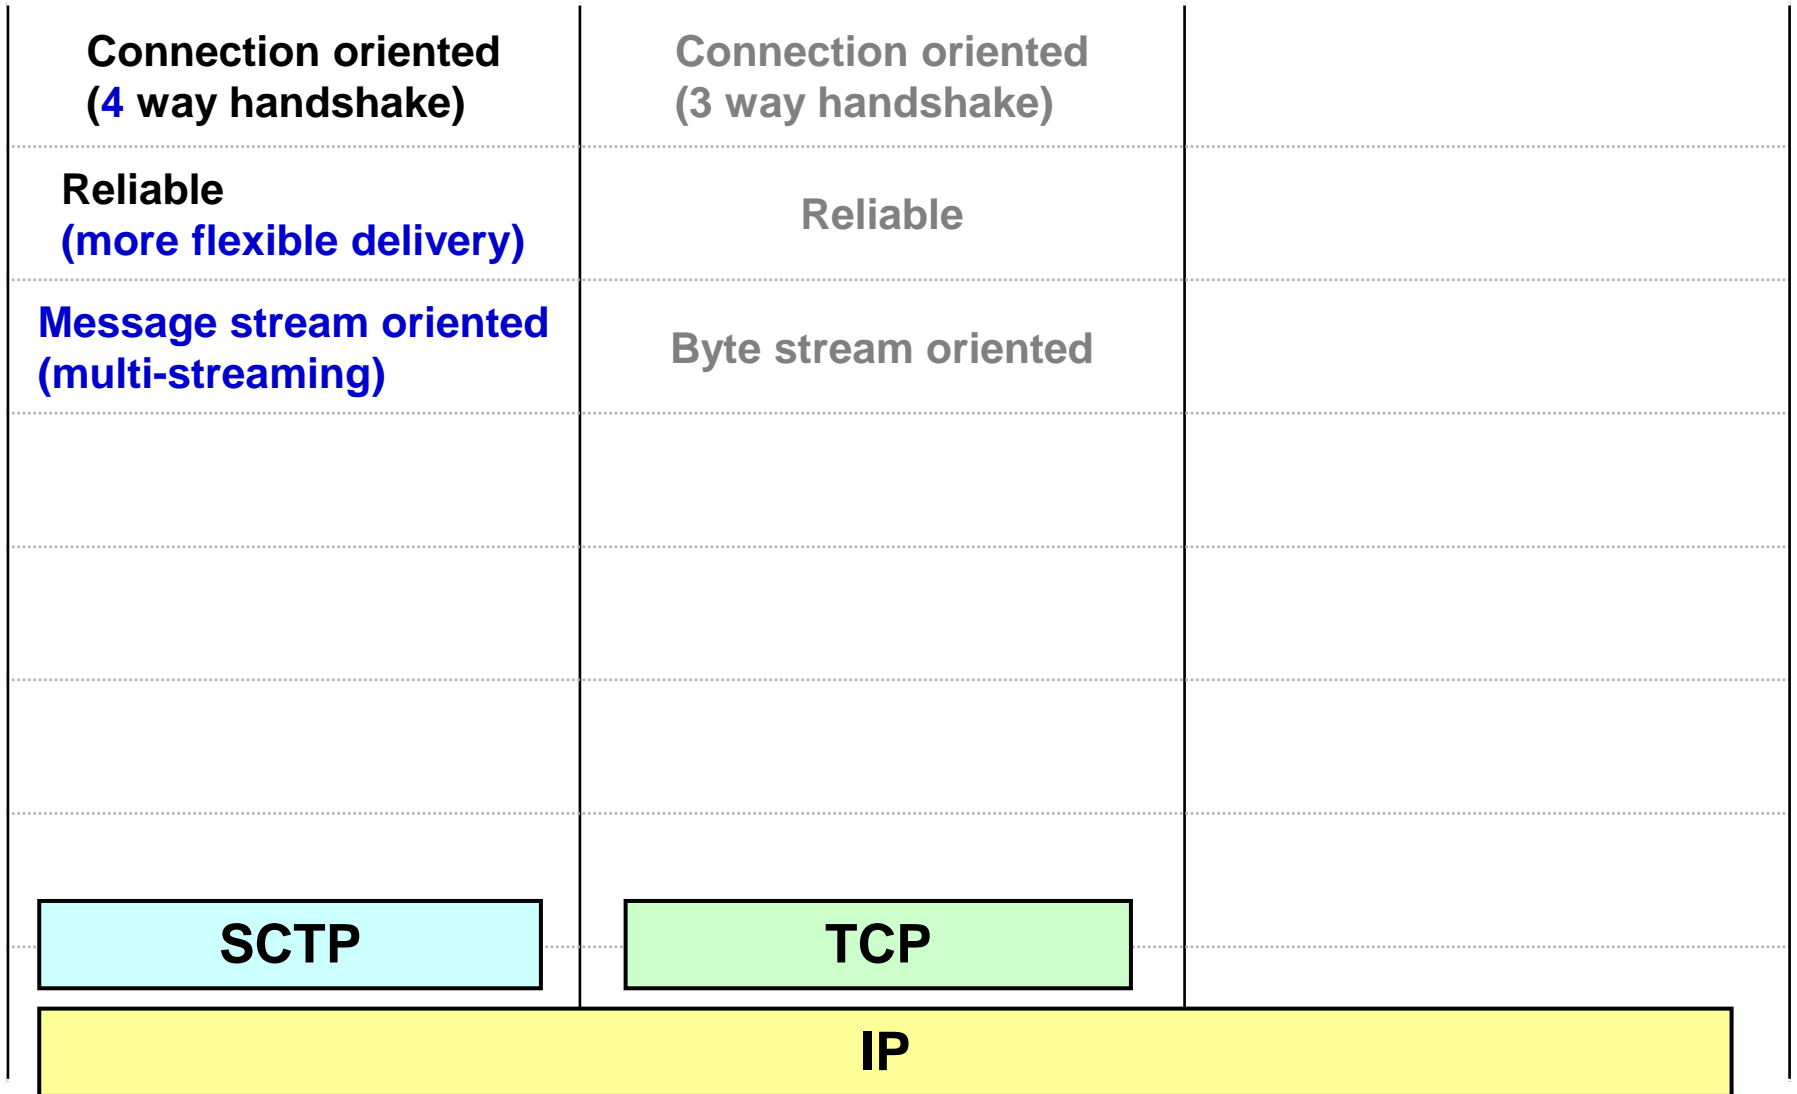 Connection oriented
(4 way handshake)
Connection oriented
(3 way handshake)
Reliable
(more flexible delivery)
Reliable
Message stream oriented
(multi-streaming)
Byte stream oriented
SCTP
TCP
IP